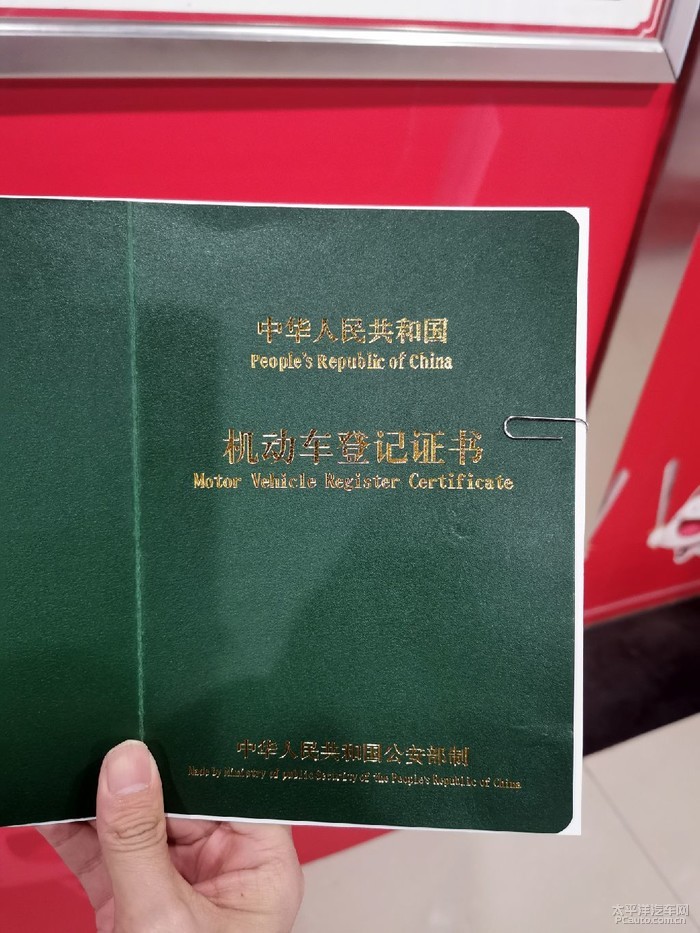 中华人民共和国
People's Republic of China
机动车登记证书
Motor Vehicle Register Certificate
中华人民共和国公安部制
Made by ministry of public Security of the People's Republic of China
太平洋汽车网
PCauto.com.cn